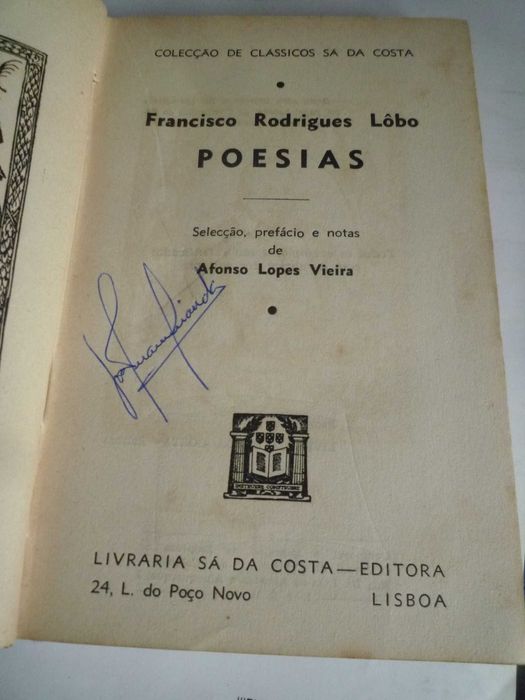 COLECÇÃO DE CLÁSSICOS SÁ DA COSTA
Francisco Rodrigues Lôbo
POESIAS
Selecção, prefácio e notas
de
Afonso Lopes Vieira
LIVRARIA SÁ DA COSTA—EDITORA
24, L. do Poço Novo LISBOA